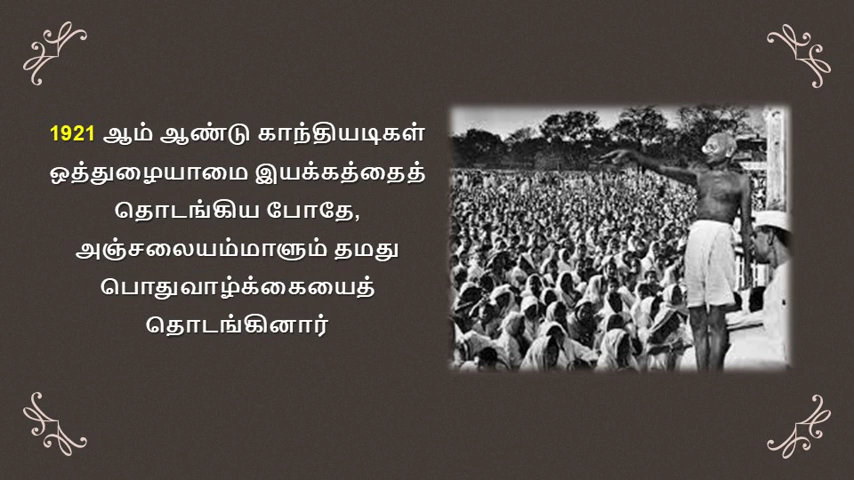 1921 ஆம் ஆண்டு காந்தியடிகள்
ஒத்துழையாமை இயக்கத்தைத்
தொடங்கிய போதே,
அஞ்சலையம்மாளும் தமது
பொதுவாழ்க்கையைத்
தொடங்கினார்